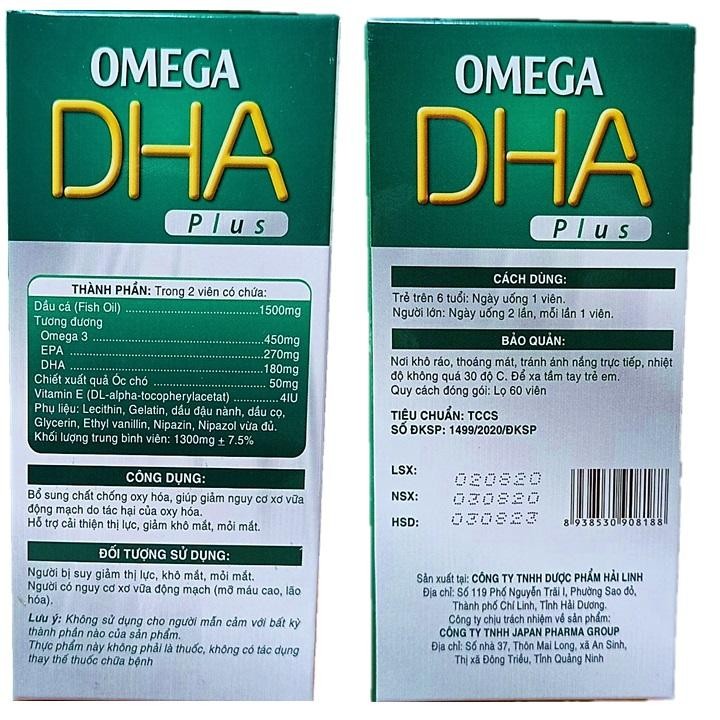 OMEGA
DHA
Plus
THÀNH PHẦN: Trong 2 viên có chứa:
Dầu cá (Fish Oil) ........................................1500mg
Tương đương
Omega 3 ........................................450mg
EPA ........................................270mg
DHA ........................................180mg
Chiết xuất quả Óc chó ........................................50mg
Vitamin E (DL-alpha-tocopherylacetat) ....................4IU
Phụ liệu: Lecithin, Gelatin, dầu đậu nành, dầu cọ,
Glycerin, Ethyl vanillin, Nipazin, Nipazol vừa đủ.
Khối lượng trung bình viên: 1300mg ± 7.5%
CÔNG DỤNG:
Bổ sung chất chống oxy hóa, giúp giảm nguy cơ xơ vữa
động mạch do tác hại của oxy hóa.
Hỗ trợ cải thiện thị lực, giảm khô mắt, mỏi mắt.
ĐỐI TƯỢNG SỬ DỤNG:
Người bị suy giảm thị lực, khô mắt, mỏi mắt.
Người có nguy cơ xơ vữa động mạch (mỡ máu cao, lão
hóa).
Lưu ý: Không sử dụng cho người mẫn cảm với bất kỳ
thành phần nào của sản phẩm.
Thực phẩm này không phải là thuốc, không có tác dụng
thay thế thuốc chữa bệnh
OMEGA
DHA
Plus
CÁCH DÙNG:
Trẻ trên 6 tuổi: Ngày uống 1 viên.
Người lớn: Ngày uống 2 lần, mỗi lần 1 viên.
BẢO QUẢN:
Nơi khô ráo, thoáng mát, tránh ánh nắng trực tiếp, nhiệt
độ không quá 30 độ C. Để xa tầm tay trẻ em.
Quy cách đóng gói: Lọ 60 viên
TIÊU CHUẨN: TCCS
SỐ ĐKSP: 1499/2020/ĐKSP
LSX: 020820
NSX: 030820
HSD: 030823
8 938530 908188
Sản xuất tại: CÔNG TY TNHH DƯỢC PHẨM HẢI LINH
Địa chỉ: Số 119 Phố Nguyễn Trãi I, Phường Sao đỏ,
Thành phố Chí Linh, Tỉnh Hải Dương.
Công ty chịu trách nhiệm về sản phẩm:
CÔNG TY TNHH JAPAN PHARMA GROUP
Địa chỉ: Số nhà 37, Thôn Mai Long, xã An Sinh,
Thị xã Đông Triều, Tỉnh Quảng Ninh